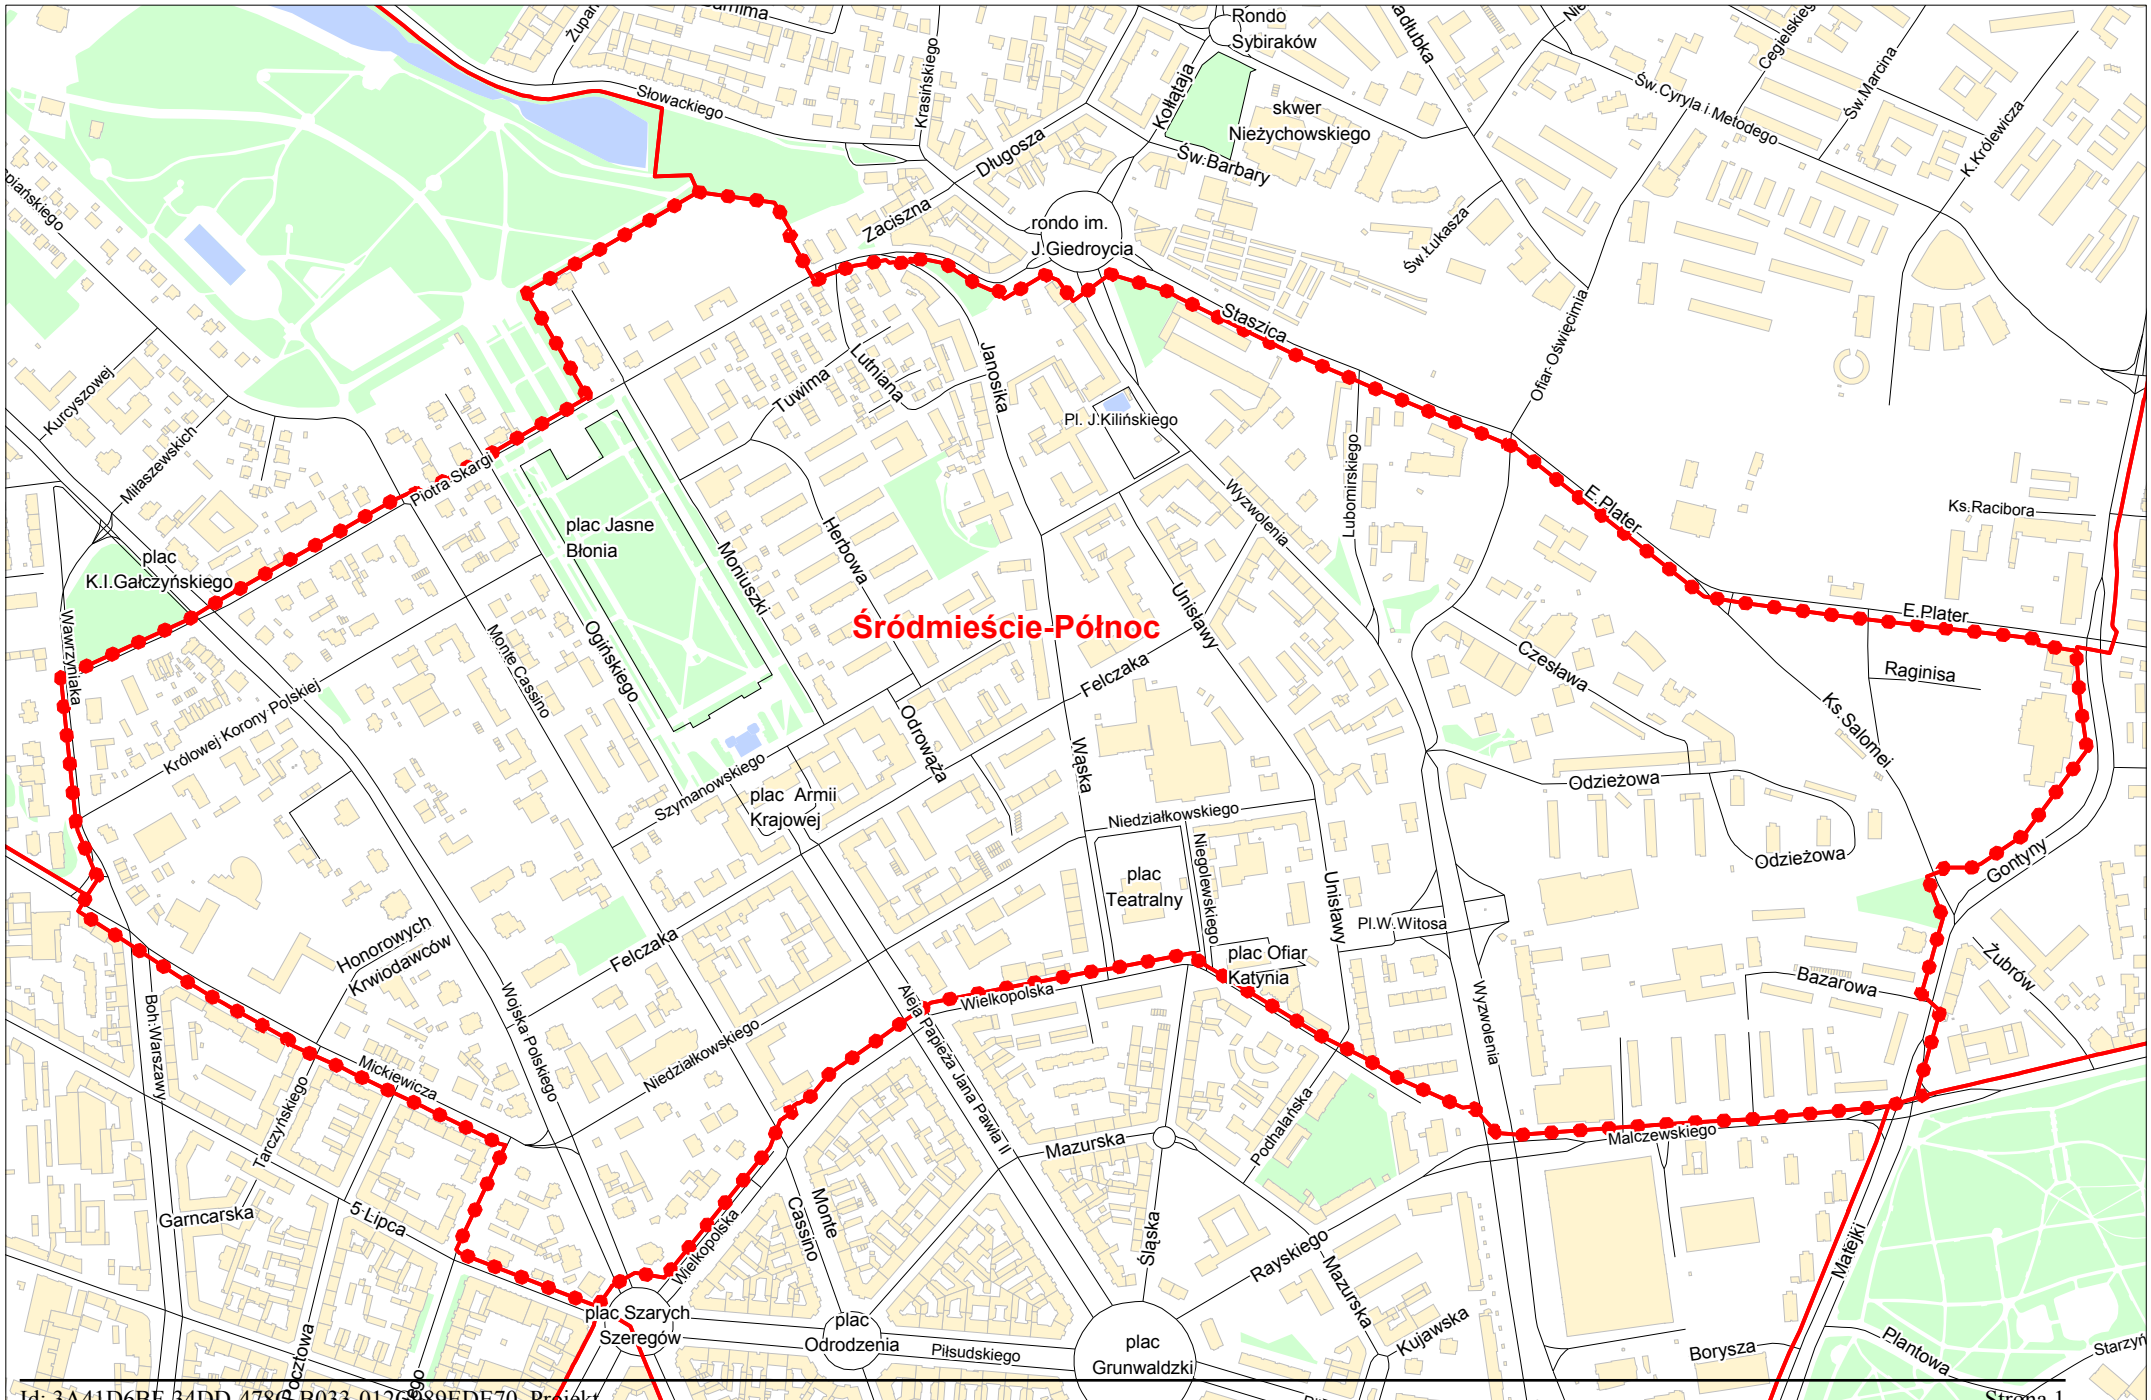 Rondo
Sybiraków
Słowackiego
Krasińskiego
Kołłątaja
skwer
Nieżychowskiego
Długosza
Św.Barbary
Św.Cyryla i Metodego
Cegielskiego
Św.Marcina
K.Królewicza
Zaciszna
rondo im.
J.Giedroycia
Św.Łukasza
Staszica
Ofiar Oświęcimia
Kurcyszowej
Miłaszewskich
Piotra Skargi
Tuwima
Lutniana
Janosika
Pl. J.Kilińskiego
Lubomirskiego
Wyzwolenia
E.Plater
Ks.Racibora
plac
K.I.Gałczyńskiego
plac Jasne
Błonia
Moniuszki
Herbowa
Śródmieście-Północ
Unisławy
E.Plater
Wawrzyniaka
Królowej Korony Polskiej
Monte Cassino
Ogińskiego
Felczaka
Czesława
Raginisa
Ks.Salomei
Odrowąża
Wąska
Szymanowskiego
plac Armii
Krajowej
Niedziałkowskiego
Niegolewskiego
Odzieżowa
Odzieżowa
Gontyny
plac
Teatralny
Unisławy
Pl.W.Witosa
plac Ofiar
Katynia
Honorowych
Krwiodawców
Felczaka
Wojska Polskiego
Boh.Warszawy
Niedziałkowskiego
Aleja Papieża Jana Pawła II
Wielkopolska
Wyzwolenia
Bazarowa
Żubrów
Mickiewicza
Tarczyńskiego
Mazurska
Podhalańska
Malczewskiego
Garncarska
5 Lipca
Wielkopolska
Monte
Cassino
Śląska
Rayskiego
Mazurska
Kujawska
Matejki
plac Szarych
Szeregów
plac
Odrodzenia
Piłsudskiego
plac
Grunwaldzki
Pocztowa
Borysza
Plantowa
Strona